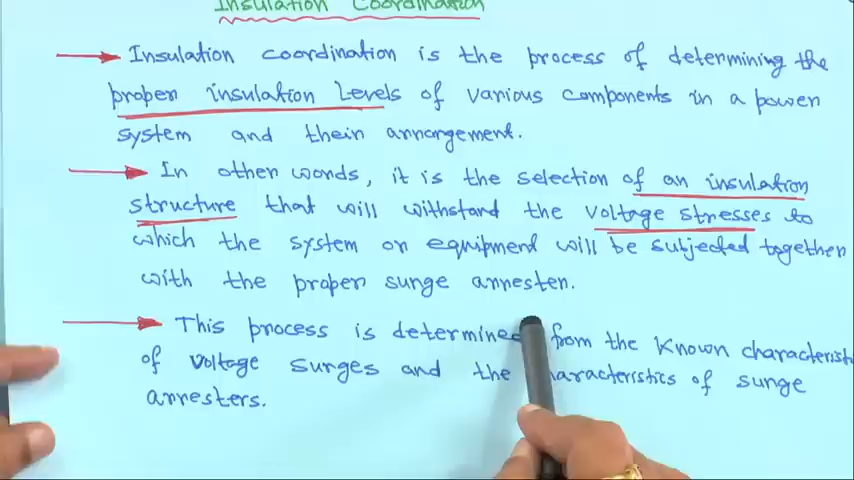 Insulation Coordination
Insulation coordination is the process of determining the
proper insulation levels of various components in a power
system and their arrangement.
In other words, it is the selection of an insulation
structure that will withstand the voltage stresses to
which the system or equipment will be subjected together
with the proper surge arrester.
This process is determined from the known characterist
of voltage surges and the characteristics of surge
arresters.